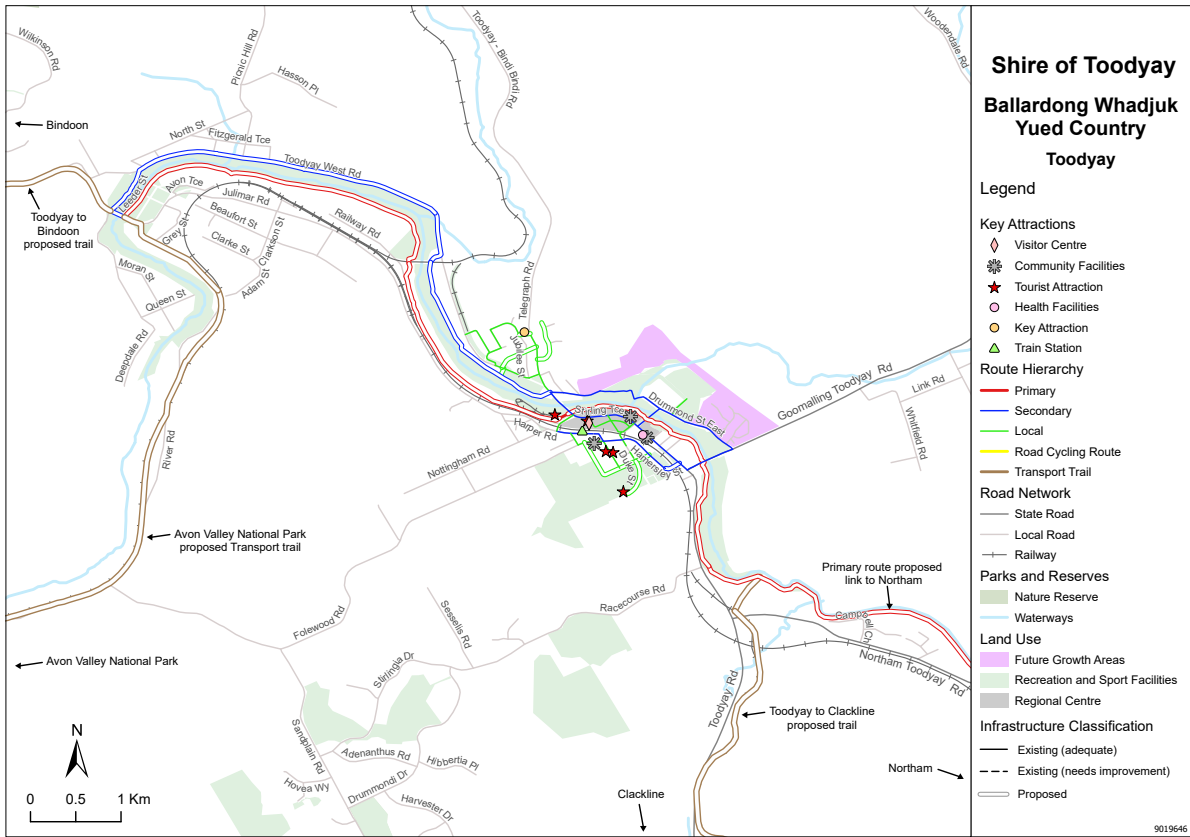 Shire of Toodyay
Ballardong Whadjuk
Yued Country
Toodyay
Legend
Key Attractions
Visitor Centre
Community Facilities
Tourist Attraction
Health Facilities
Key Attraction
Train Station
Route Hierarchy
Primary
Secondary
Local
Road Cycling Route
Transport Trail
Road Network
State Road
Local Road
Railway
Parks and Reserves
Nature Reserve
Waterways
Land Use
Future Growth Areas
Recreation and Sport Facilities
Regional Centre
Infrastructure Classification
Existing (adequate)
Existing (needs improvement)
Proposed
9019646
Wilkinson Rd
Picnic Hill Rd
Hasson Pl
Toodyay - Bindi Bindi Rd
Woodendale Rd
Bindoon
North St
Fitzgerald Tce
Toodyay West Rd
Leeder St
Avon Tce
Julimar Rd
Beaufort St
Railway Rd
Toodyay to
Bindoon
proposed trail
Grey St
Clarke St
Clarkson St
Adam St
Moran St
Queen St
Deepdale Rd
Telegraph Rd
Jubilee St
Stirling Tce
Drummond St East
Goomalling Toodyay Rd
Link Rd
Whitfield Rd
Harper Rd
Nottingham Rd
Duke St
Hamersley St
River Rd
Avon Valley National Park
proposed Transport trail
Primary route proposed
link to Northam
Folewood Rd
Sesselis Rd
Racecourse Rd
Northam Toodyay Rd
Avon Valley National Park
Stirlingia Dr
Toodyay Rd
Toodyay to Clackline
proposed trail
Sandplain Rd
Adenanthus Rd
Hibbertia Pl
Hovea Wy
Drummondi Dr
Harvester Dr
Clackline
Northam
N
0 0.5 1 Km